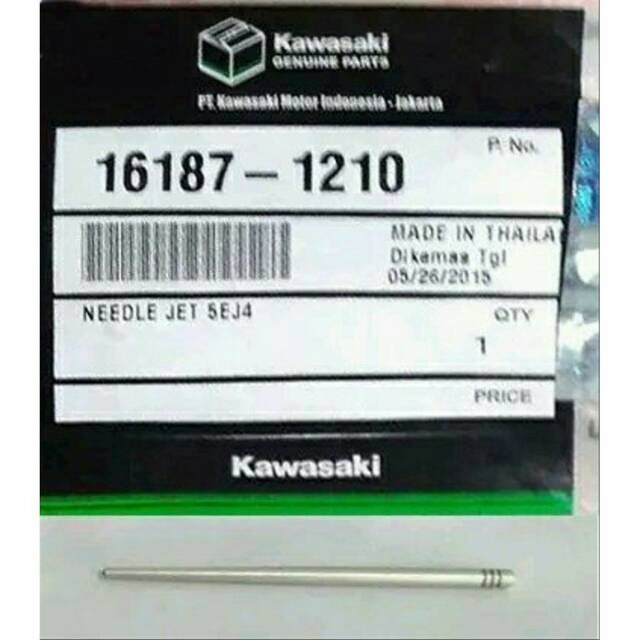 Kawasaki
GENUINE PARTS
PT. Kawasaki Motor Indonesia - Jakarta
P. No.
16187-1210
MADE IN THAILA
Dikemas Tgl
05/26/2015
NEEDLE JET 5EJ4
QTY
1
PRICE
Kawasaki